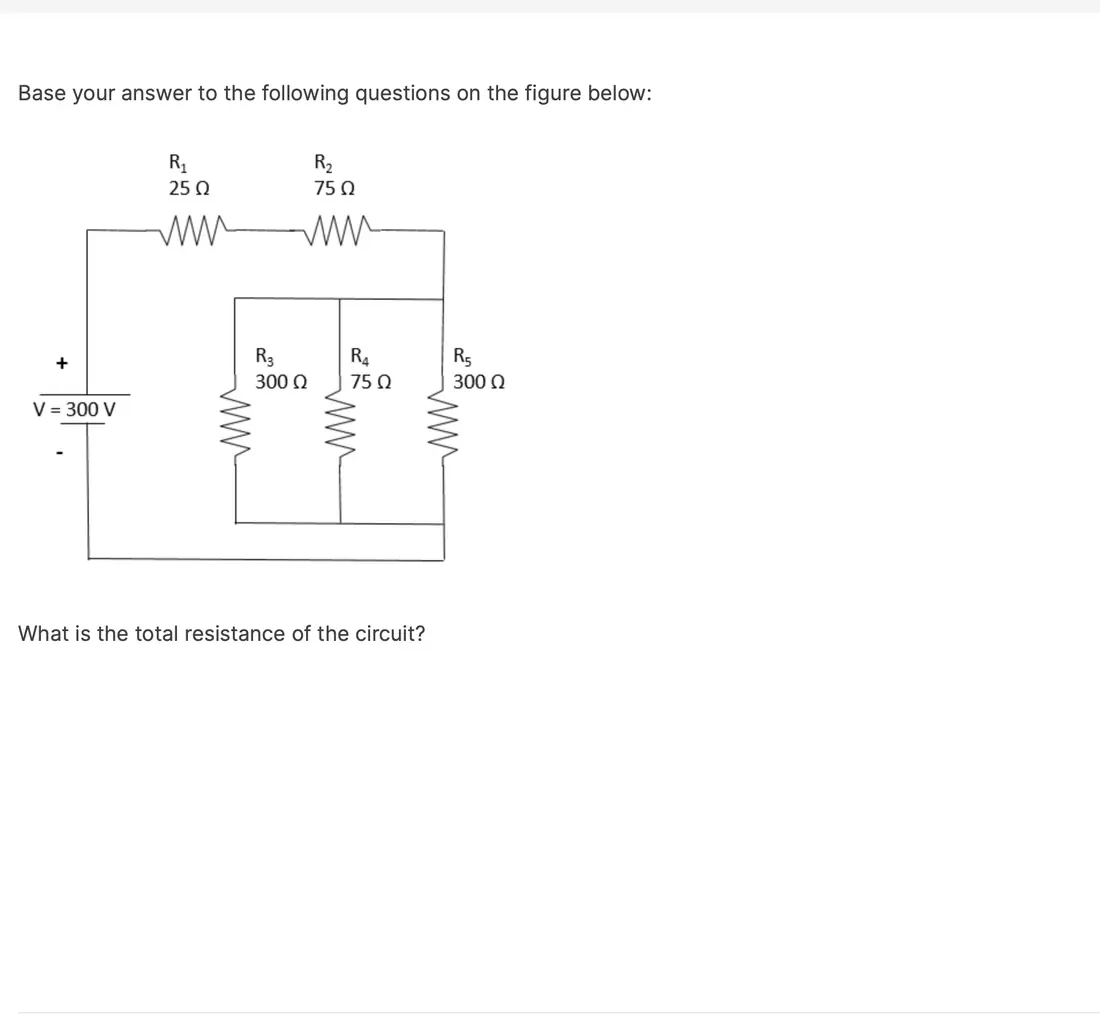 Base your answer to the following questions on the figure below:
R₁ R₂
25 Ω 75 Ω
+ R₃ R₄ R₅
300 Ω 75 Ω 300 Ω
V = 300 V
-
What is the total resistance of the circuit?